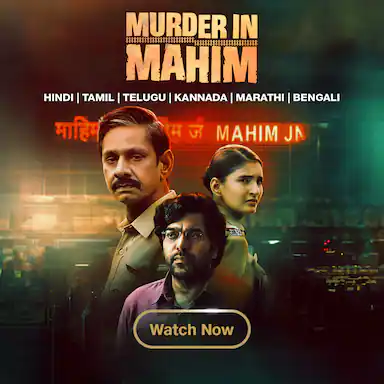 MURDER IN
MAHIM
HINDI | TAMIL | TELUGU | KANNADA | MARATHI | BENGALI
माहिम MAHIM JN
Watch Now